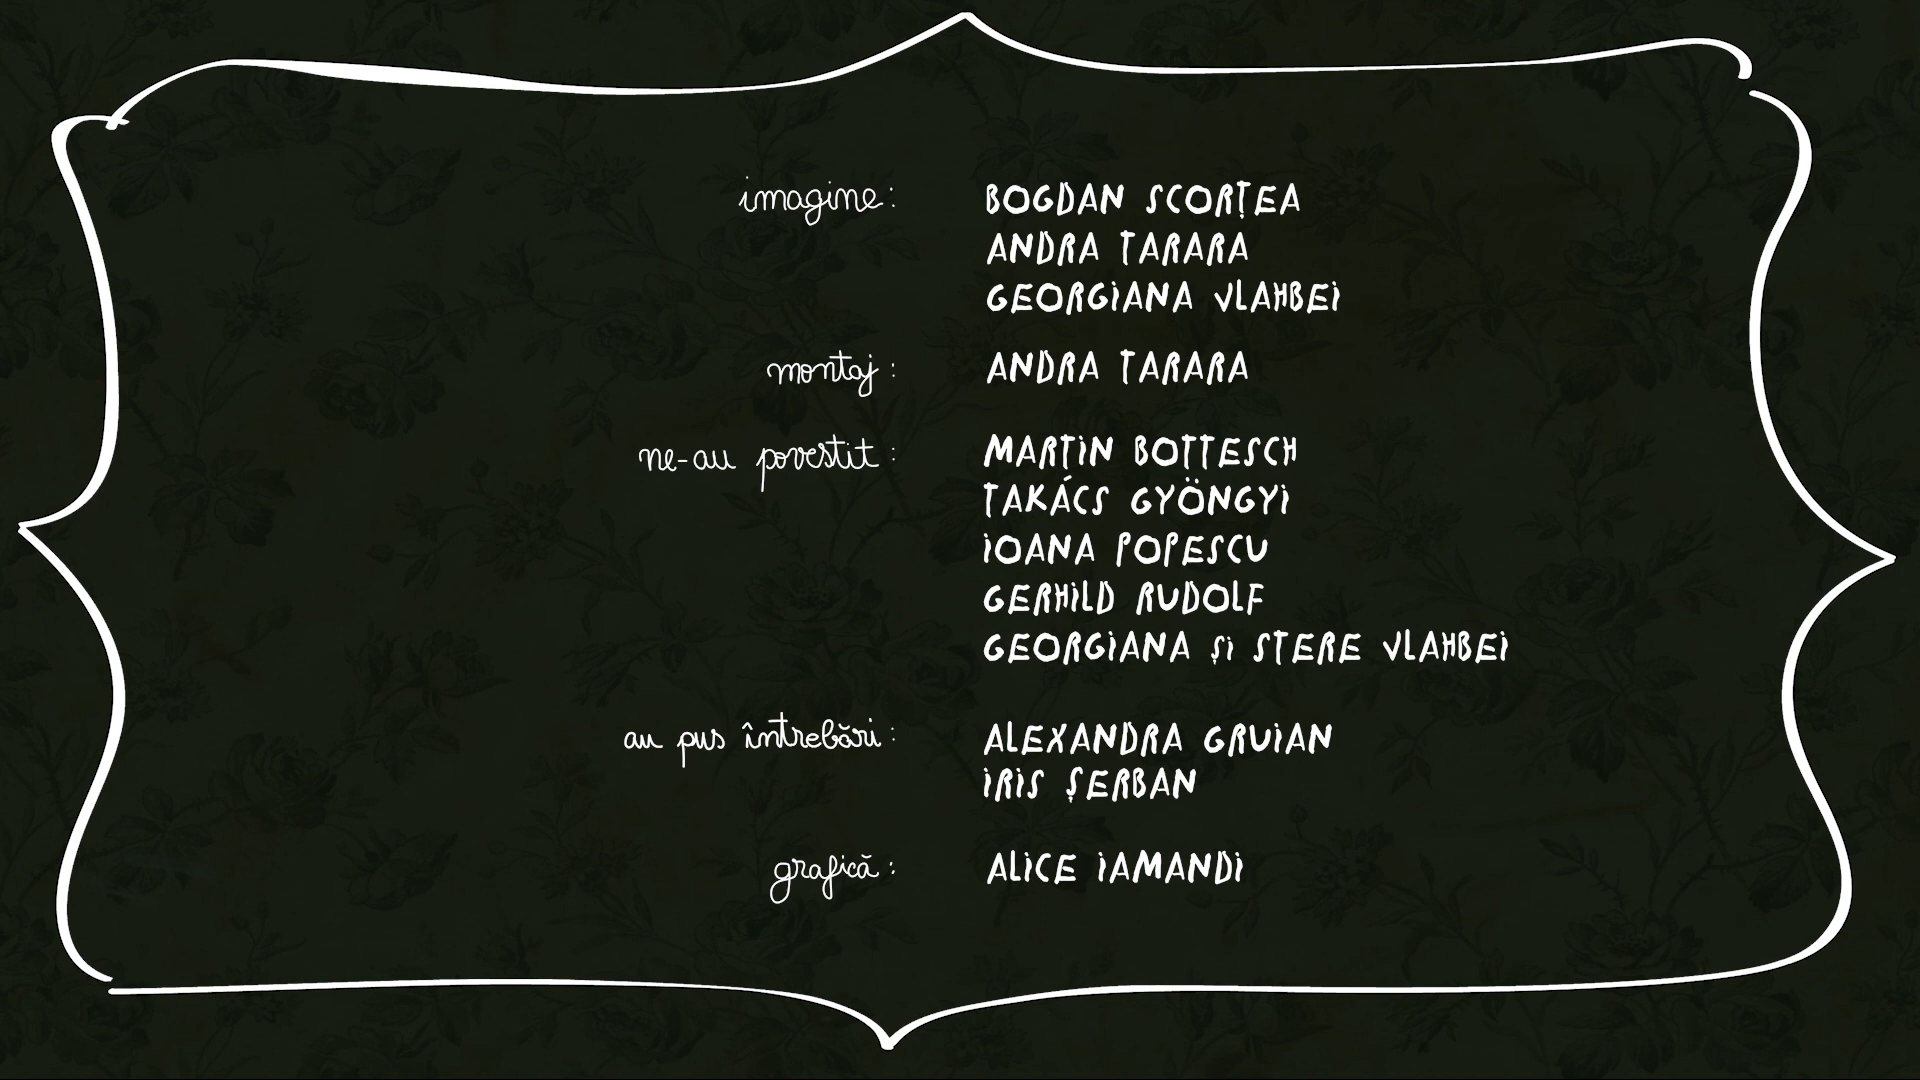 imagine: BOGDAN SCORȚEA
ANDRA TARARA
GEORGIANA VLAHBEI
montaj: ANDRA TARARA
ne-au povestit: MARTIN BOTTESCH
TAKÁCS GYÖNGYI
IOANA POPESCU
GERHILD RUDOLF
GEORGIANA ȘI STERE VLAHBEI
au pus întrebări: ALEXANDRA GRUIAN
IRIS ȘERBAN
grafică: ALICE IAMANDI